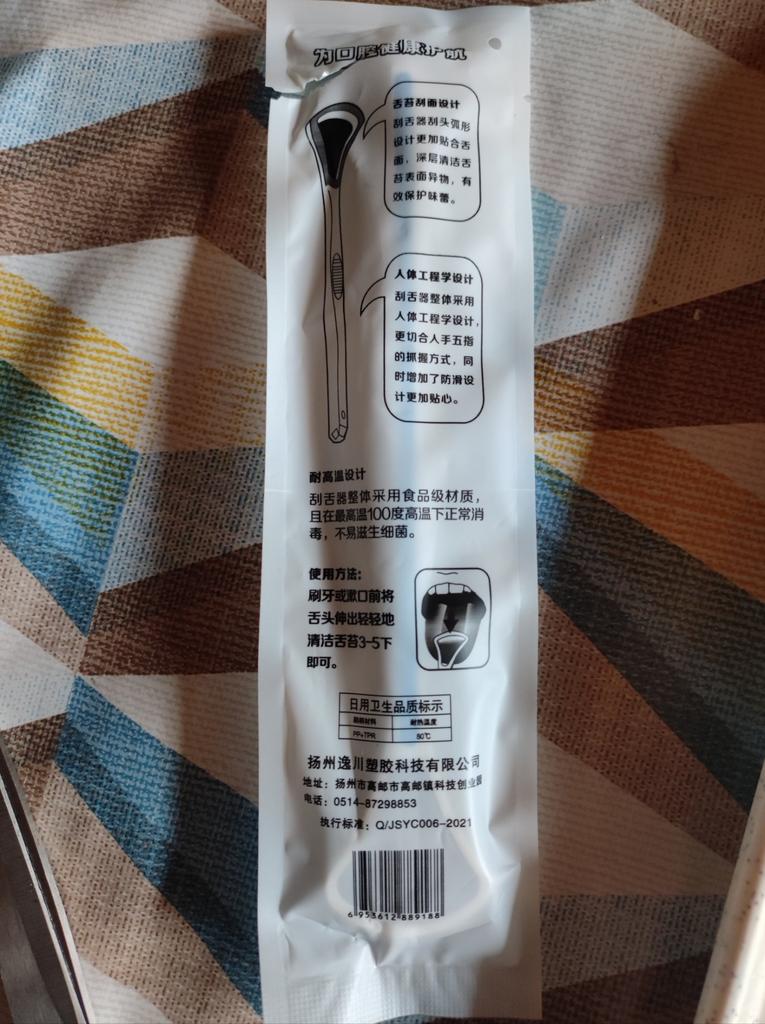 为口腔健康护航
舌苔刮面设计
刮舌器刮头弧形
设计更加贴合舌
面，深层清洁舌
苔表面异物，有
效保护味蕾。
人体工程学设计
刮舌器整体采用
人体工程学设计，
更切合人手五指
的抓握方式，同
时增加了防滑设
计更加贴心。
耐高温设计
刮舌器整体采用食品级材质，
且在最高温100度高温下正常消
毒，不易滋生细菌。
使用方法：
刷牙或漱口前将
舌头伸出轻轻地
清洁舌苔3-5下
即可。
日用卫生品质标示
材料 耐热温度
PP+TPR 80℃
扬州逸川塑胶科技有限公司
地址：扬州市高邮市高邮镇科技创业园
电话：0514-87298853
执行标准：Q/JSYC006-2021
6 953612 889188